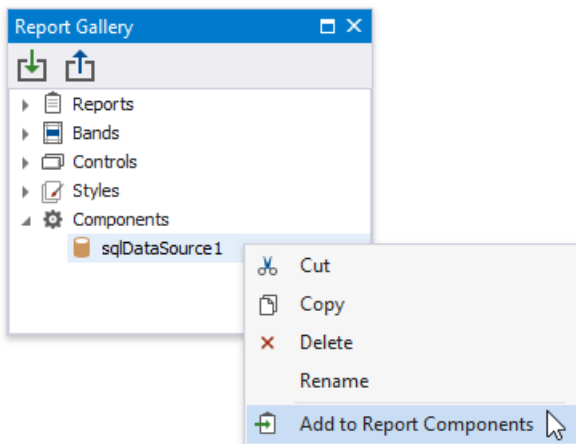 Report Gallery
Reports
Bands
Controls
Styles
Components
sqlDataSource1
Cut
Copy
Delete
Rename
Add to Report Components